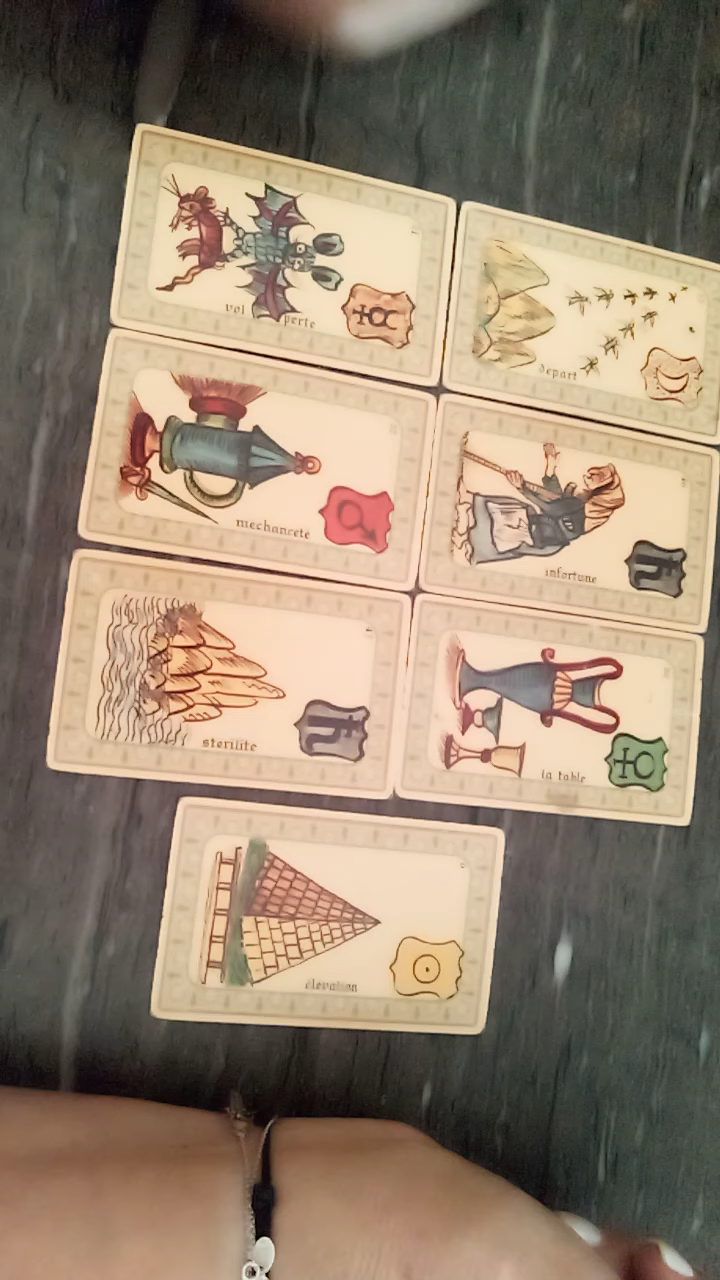 vol perte
depart
mechancete
infortune
sterilite
la table
elevation